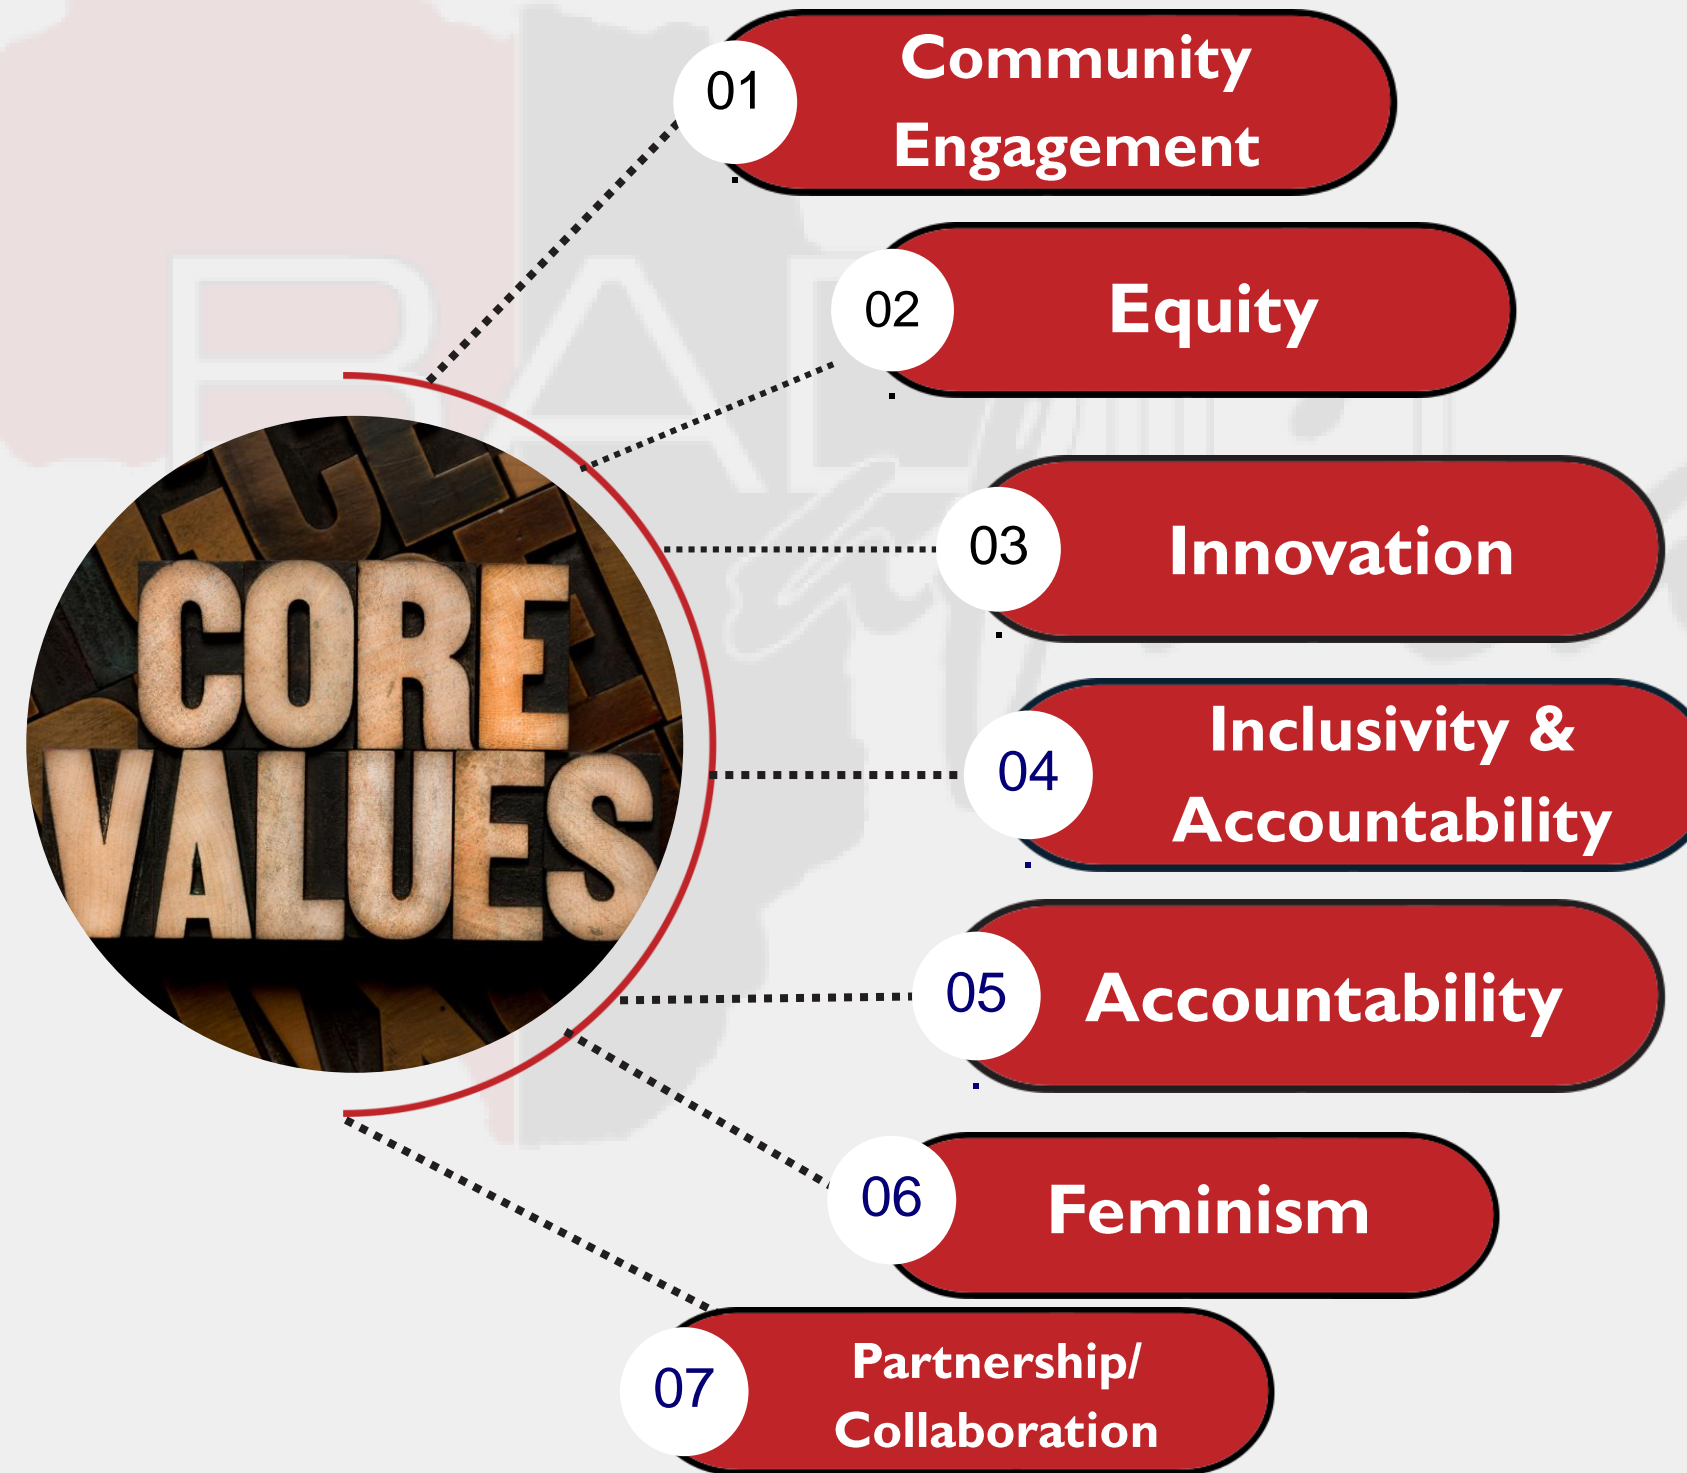 01
Community
Engagement
02
Equity
03
Innovation
04
Inclusivity &
Accountability
05
Accountability
06
Feminism
07
Partnership/
Collaboration
CORE
VALUES